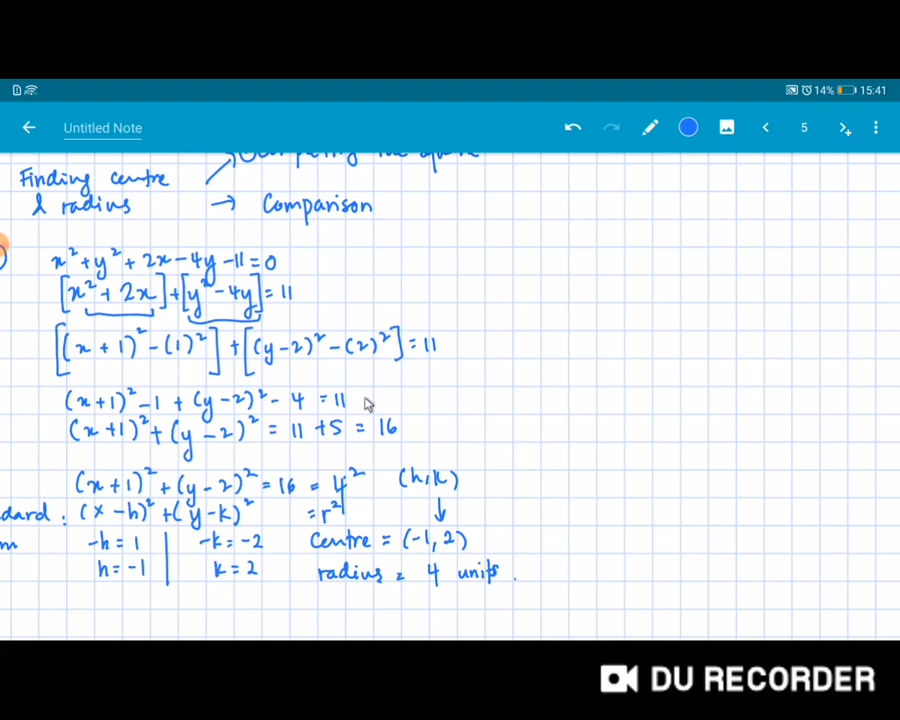 14% 15:41
Untitled Note
5
Finding centre
& radius → Comparison
x² + y² + 2x - 4y - 11 = 0
[x² + 2x] + [y² - 4y] = 11
[(x + 1)² - (1)²] + [(y - 2)² - (2)²] = 11
(x+1)² - 1 + (y - 2)² - 4 = 11
(x+1)² + (y - 2)² = 11 + 5 = 16
(x+1)² + (y - 2)² = 16 = 4² (h, k)
(x - h)² + (y - k)² = r² ↓
-h = 1 | -k = -2 Centre = (-1, 2)
h = -1 | k = 2 radius = 4 units.
DU RECORDER